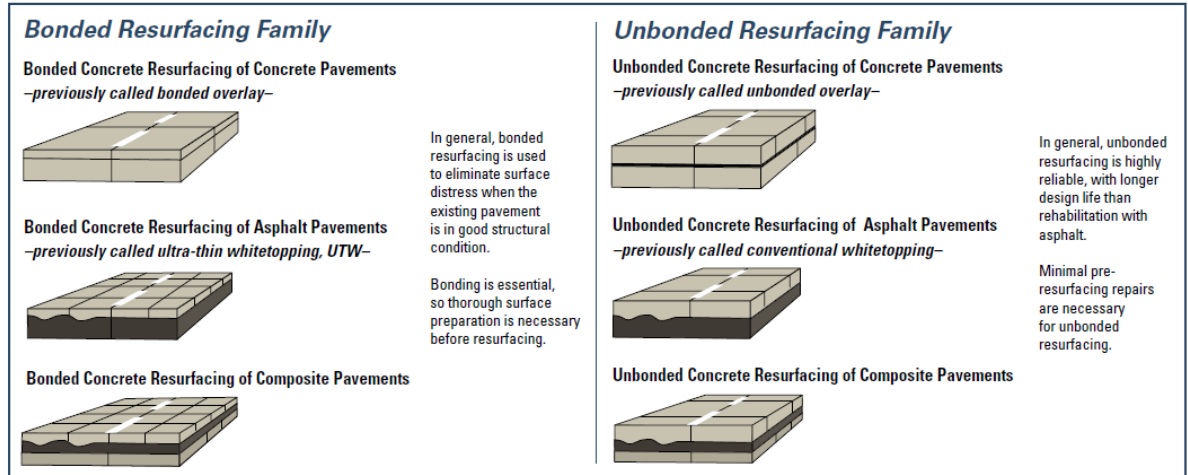 Bonded Resurfacing Family
Bonded Concrete Resurfacing of Concrete Pavements
–previously called bonded overlay–
In general, bonded
resurfacing is used
to eliminate surface
distress when the
existing pavement
is in good structural
condition.
Bonded Concrete Resurfacing of Asphalt Pavements
–previously called ultra-thin whitetopping, UTW–
Bonding is essential,
so thorough surface
preparation is necessary
before resurfacing.
Bonded Concrete Resurfacing of Composite Pavements
Unbonded Resurfacing Family
Unbonded Concrete Resurfacing of Concrete Pavements
–previously called unbonded overlay–
In general, unbonded
resurfacing is highly
reliable, with longer
design life than
rehabilitation with
asphalt.
Unbonded Concrete Resurfacing of Asphalt Pavements
–previously called conventional whitetopping–
Minimal pre-
resurfacing repairs
are necessary
for unbonded
resurfacing.
Unbonded Concrete Resurfacing of Composite Pavements